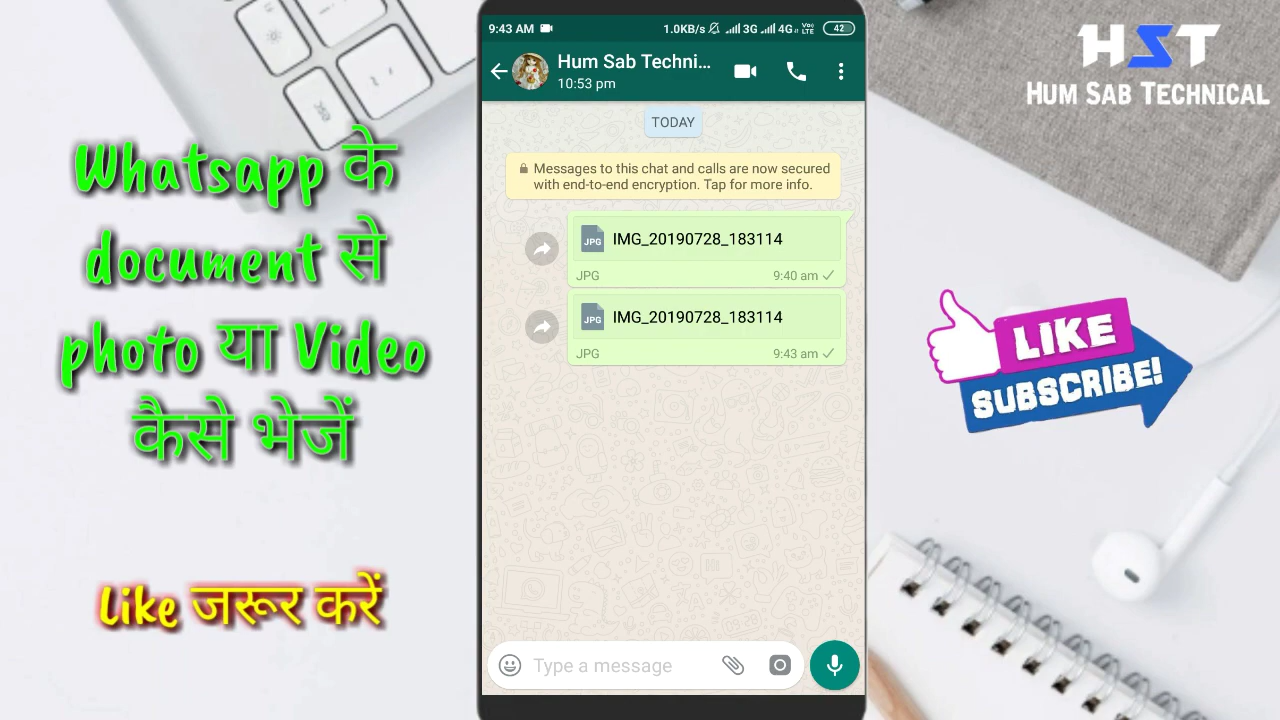 Whatsapp के
document से
photo या Video
कैसे भेजें
Like जरूर करें
9:43 AM 1.0KB/s 3G 4G VoLTE 42
Hum Sab Techni...
10:53 pm
TODAY
Messages to this chat and calls are now secured
with end-to-end encryption. Tap for more info.
JPG IMG_20190728_183114
JPG 9:40 am
JPG IMG_20190728_183114
JPG 9:43 am
Type a message
HST
HUM SAB TECHNICAL
LIKE
SUBSCRIBE!